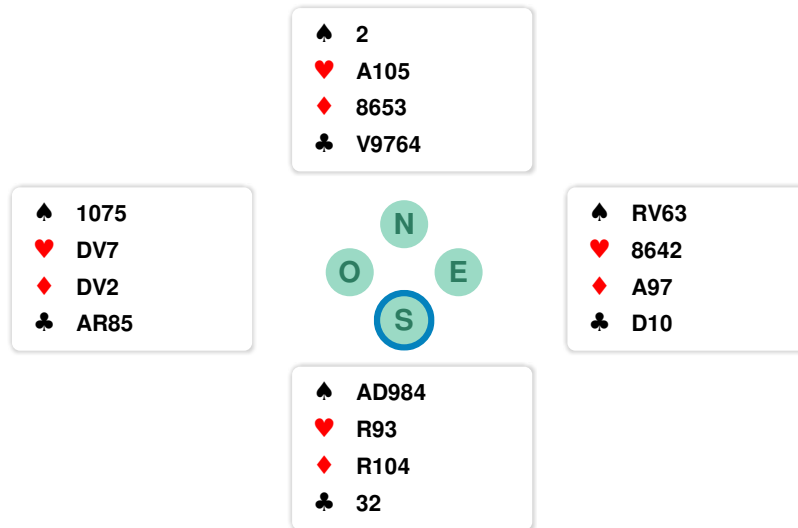 ♠ 2
♥ A105
♦ 8653
♣ V9764
♠ 1075
♥ DV7
♦ DV2
♣ AR85
N
O E
S
♠ RV63
♥ 8642
♦ A97
♣ D10
♠ AD984
♥ R93
♦ R104
♣ 32